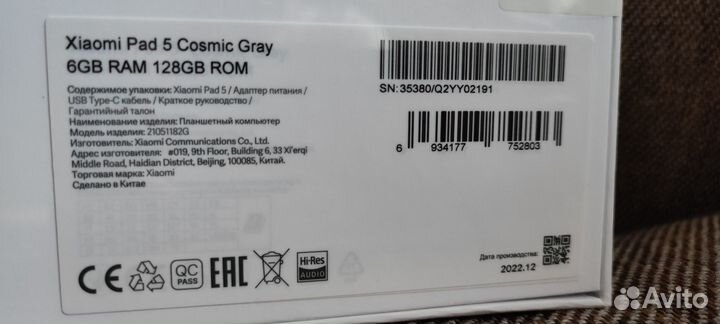 Xiaomi Pad 5 Cosmic Gray
6GB RAM 128GB ROM
Содержимое упаковки: Xiaomi Pad 5 / Адаптер питания /
USB Type-C кабель / Краткое руководство /
Гарантийный талон
Наименование изделия: Планшетный компьютер
Модель изделия: 21051182G
Изготовитель: Xiaomi Communications Co., Ltd.
Адрес изготовителя: #019, 9th Floor, Building 6, 33 Xi'erqi
Middle Road, Haidian District, Beijing, 100085, Китай.
Торговая марка: Xiaomi
Сделано в Китае
SN: 35380/Q2YY02191
6 934177 752803
CE
QC
PASS
EAC
Hi-Res
AUDIO
Дата производства:
2022.12
Avito